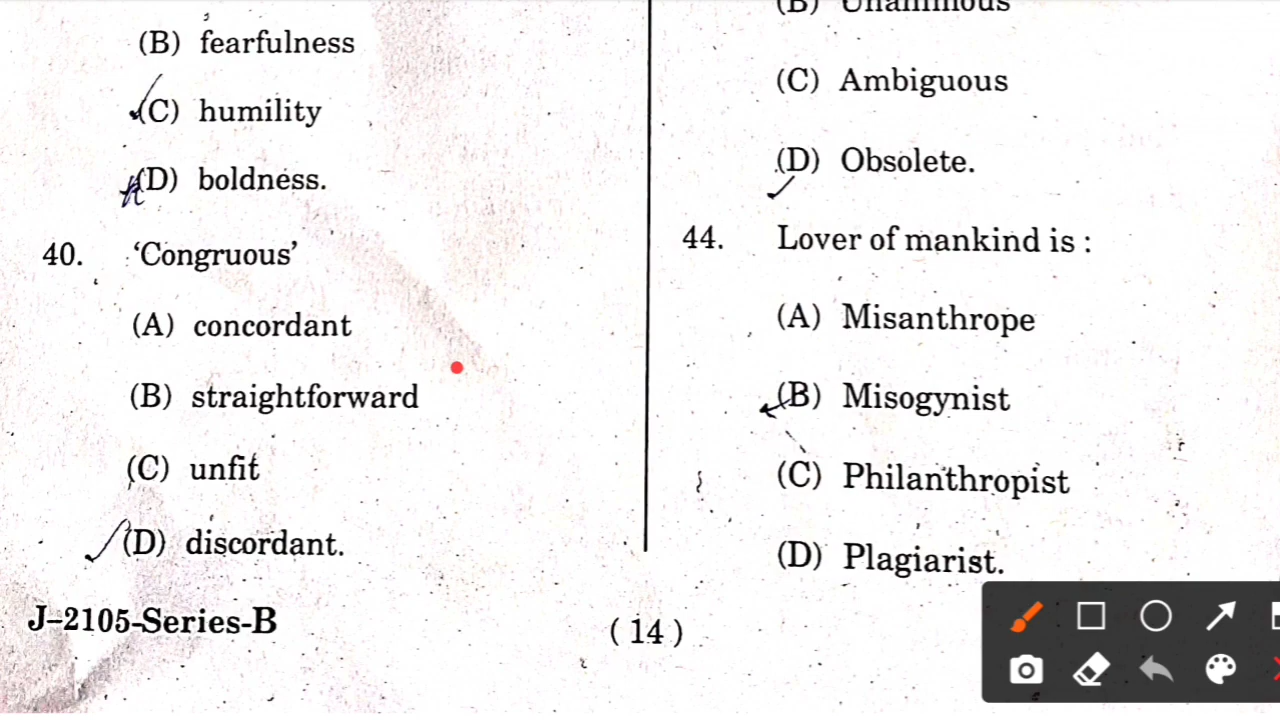 (B) fearfulness
(C) humility
(D) boldness.
40. 'Congruous'
(A) concordant
(B) straightforward
(C) unfit
(D) discordant.
J–2105–Series-B
(B) Unanimous
(C) Ambiguous
(D) Obsolete.
44. Lover of mankind is :
(A) Misanthrope
(B) Misogynist
(C) Philanthropist
(D) Plagiarist.
( 14 )